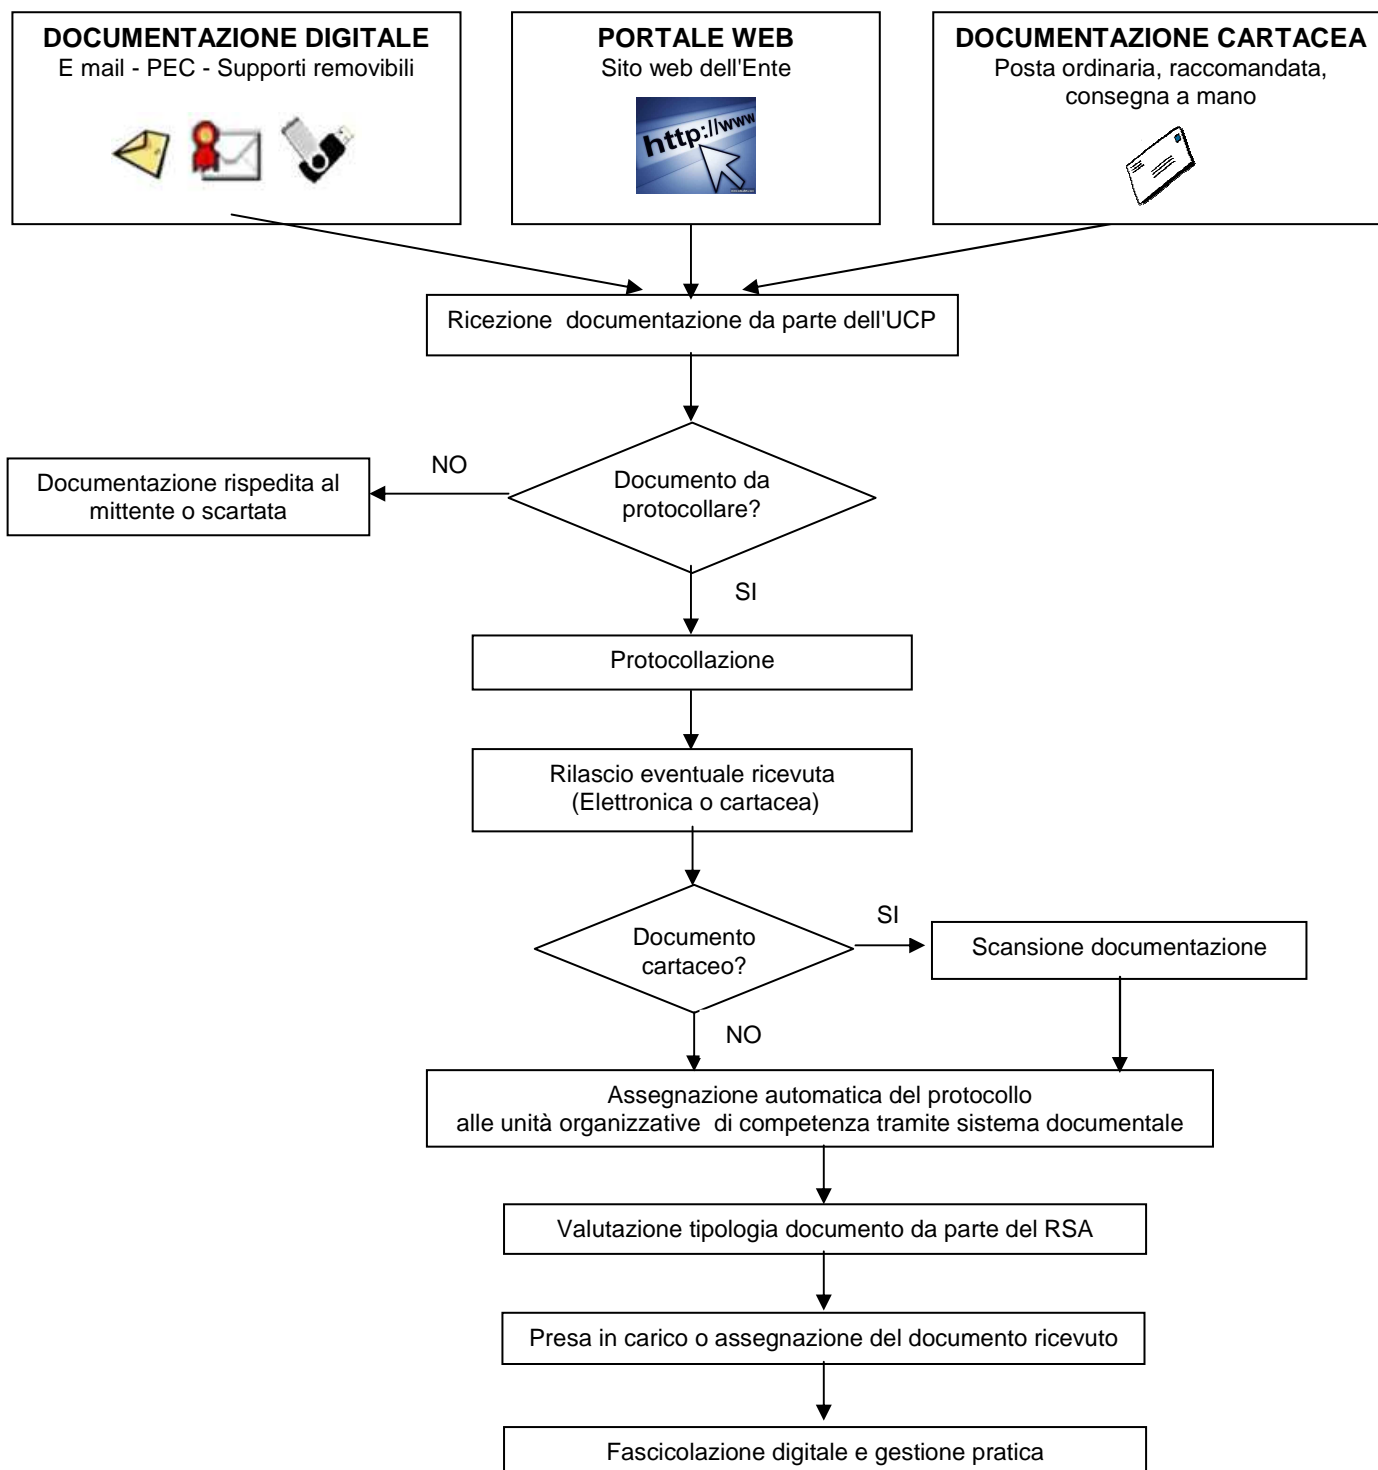 DOCUMENTAZIONE DIGITALE
E mail - PEC - Supporti removibili
PORTALE WEB
Sito web dell'Ente
http://www
DOCUMENTAZIONE CARTACEA
Posta ordinaria, raccomandata,
consegna a mano
Ricezione documentazione da parte dell'UCP
Documento da
protocollare?
NO
Documentazione rispedita al
mittente o scartata
SI
Protocollazione
Rilascio eventuale ricevuta
(Elettronica o cartacea)
Documento
cartaceo?
SI
Scansione documentazione
NO
Assegnazione automatica del protocollo
alle unità organizzative di competenza tramite sistema documentale
Valutazione tipologia documento da parte del RSA
Presa in carico o assegnazione del documento ricevuto
Fascicolazione digitale e gestione pratica